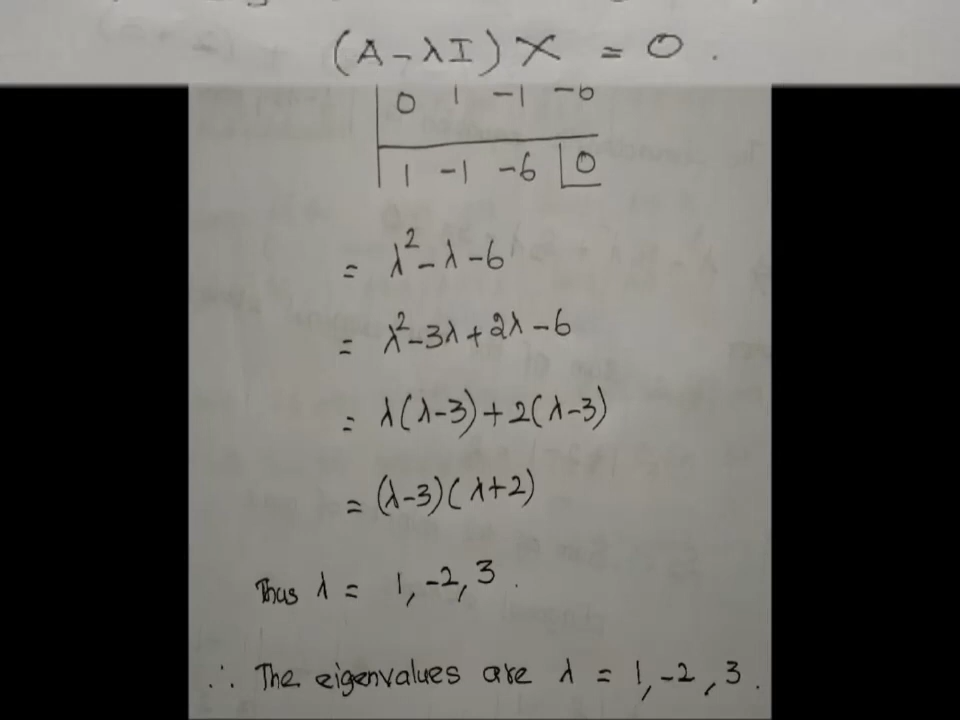 (A-λI) X = 0.
0 1 -1 -6
1 -1 -6 0
= λ²-λ-6
= λ²-3λ+2λ-6
= λ(λ-3)+2(λ-3)
= (λ-3)(λ+2)
Thus λ = 1, -2, 3.
∴ The eigenvalues are λ = 1, -2, 3.